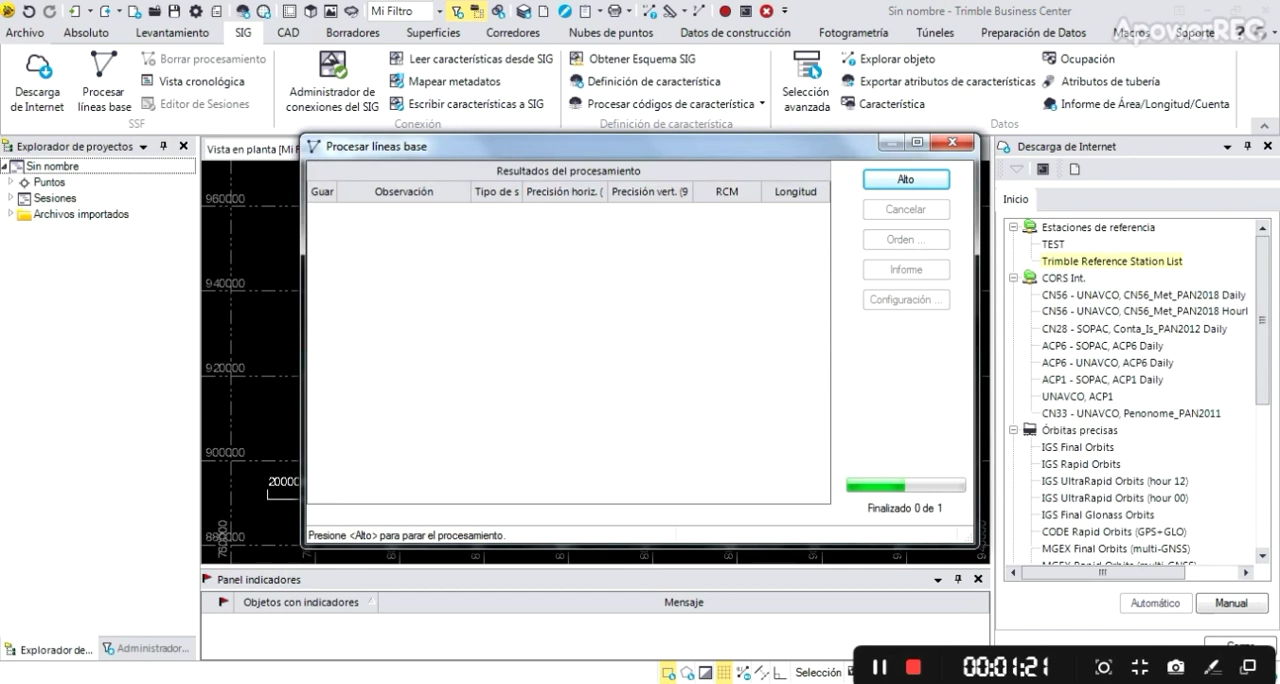 Mi Filtro
Sin nombre - Trimble Business Center
ApowerREC
Archivo Absoluto Levantamiento SIG CAD Borradores Superficies Corredores Nubes de puntos Datos de construcción Fotogrametría Túneles Preparación de Datos Macros Soporte
Descarga de Internet
Procesar líneas base
Borrar procesamiento
Vista cronológica
Editor de Sesiones
SSF
Administrador de conexiones del SIG
Leer características desde SIG
Mapear metadatos
Escribir características a SIG
Conexión
Obtener Esquema SIG
Definición de característica
Procesar códigos de característica
Definición de característica
Selección avanzada
Explorar objeto
Exportar atributos de características
Característica
Ocupación
Atributos de tubería
Informe de Área/Longitud/Cuenta
Datos
Explorador de proyectos
Sin nombre
Puntos
Sesiones
Archivos importados
Vista en planta [Mi F
960000
940000
920000
900000
880000
20000
Procesar líneas base
Resultados del procesamiento
Guar Observación Tipo de s Precisión horiz. ( Precisión vert. (9 RCM Longitud
Alto
Cancelar
Orden ...
Informe
Configuración ...
Finalizado 0 de 1
Presione <Alto> para parar el procesamiento.
Descarga de Internet
Inicio
Estaciones de referencia
TEST
Trimble Reference Station List
CORS Int.
CN56 - UNAVCO, CN56_Met_PAN2018 Daily
CN56 - UNAVCO, CN56_Met_PAN2018 Hourl
CN28 - SOPAC, Conta_Is_PAN2012 Daily
ACP6 - SOPAC, ACP6 Daily
ACP6 - UNAVCO, ACP6 Daily
ACP1 - SOPAC, ACP1 Daily
UNAVCO, ACP1
CN33 - UNAVCO, Penonome_PAN2011
Órbitas precisas
IGS Final Orbits
IGS Rapid Orbits
IGS UltraRapid Orbits (hour 12)
IGS UltraRapid Orbits (hour 00)
IGS Final Glonass Orbits
CODE Rapid Orbits (GPS+GLO)
MGEX Final Orbits (multi-GNSS)
MGEX Rapid Orbits (multi-GNSS)
Automático
Manual
Panel indicadores
Objetos con indicadores Mensaje
Explorador de... Administrador...
Selección
00:01:21